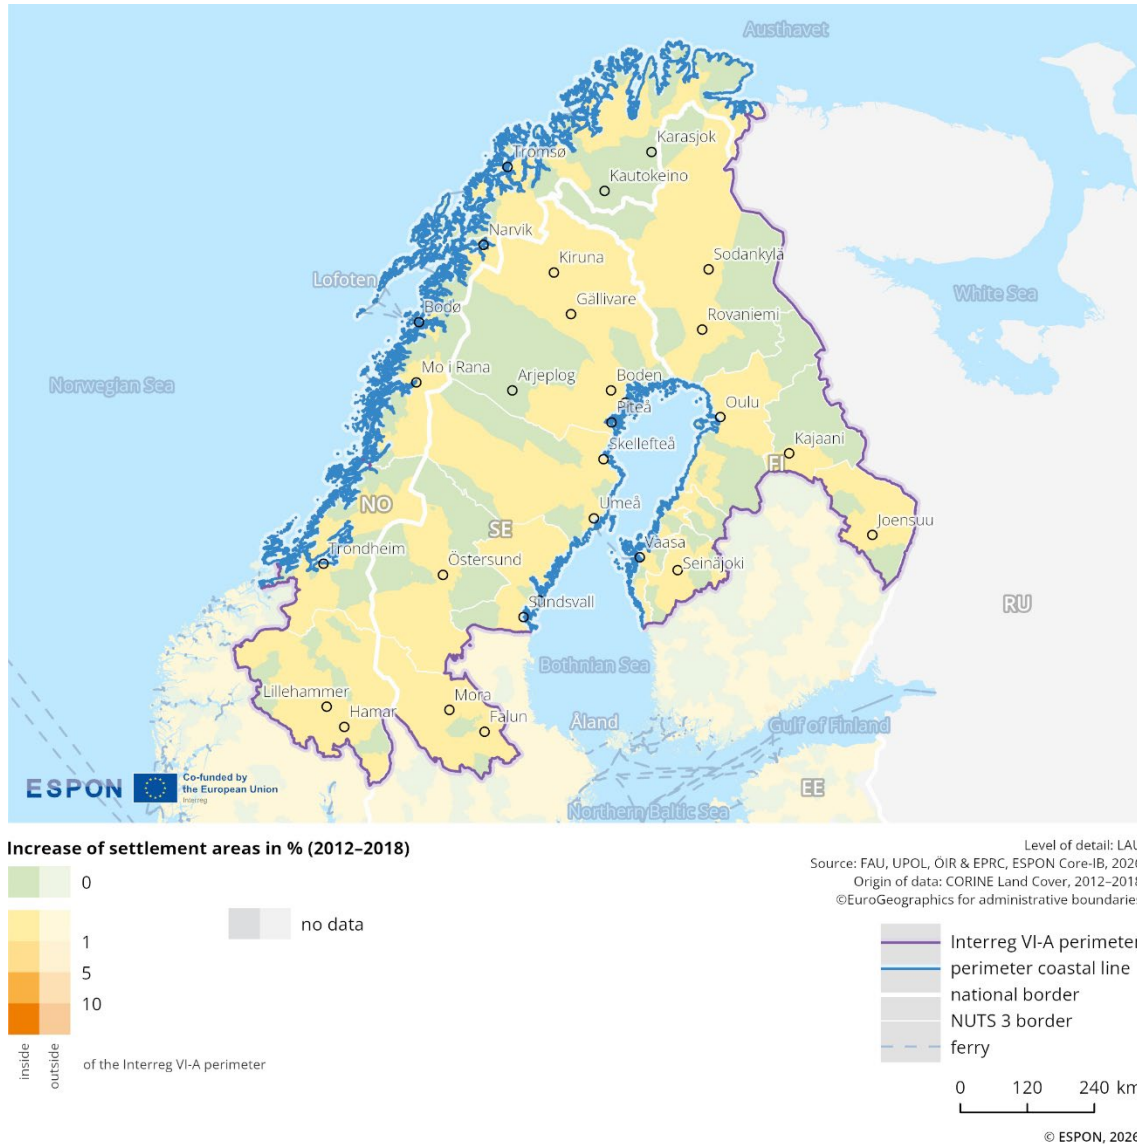 Austhavet
Karasjok
Tromsø
Kautokeino
Narvik
Kiruna
Sodankylä
Lofoten
White Sea
Gällivare
Bodø
Rovaniemi
Norwegian Sea
Mo i Rana
Arjeplog
Boden
Piteå
Oulu
Skellefteå
Kajaani
FI
NO
SE
Umeå
Joensuu
Trondheim
Vaasa
Östersund
Seinäjoki
RU
Sundsvall
Bothnian Sea
Lillehammer
Mora
Hamar
Falun
Åland
Gulf of Finland
ESPON
Co-funded by
the European Union
Interreg
EE
Northern Baltic Sea
Increase of settlement areas in % (2012–2018)
0
1
5
10
no data
inside
outside
of the Interreg VI-A perimeter
Level of detail: LAU
Source: FAU, UPOL, ÖIR & EPRC, ESPON Core-IB, 2026
Origin of data: CORINE Land Cover, 2012–2018
©EuroGeographics for administrative boundaries
Interreg VI-A perimeter
perimeter coastal line
national border
NUTS 3 border
ferry
0 120 240 km
© ESPON, 2026